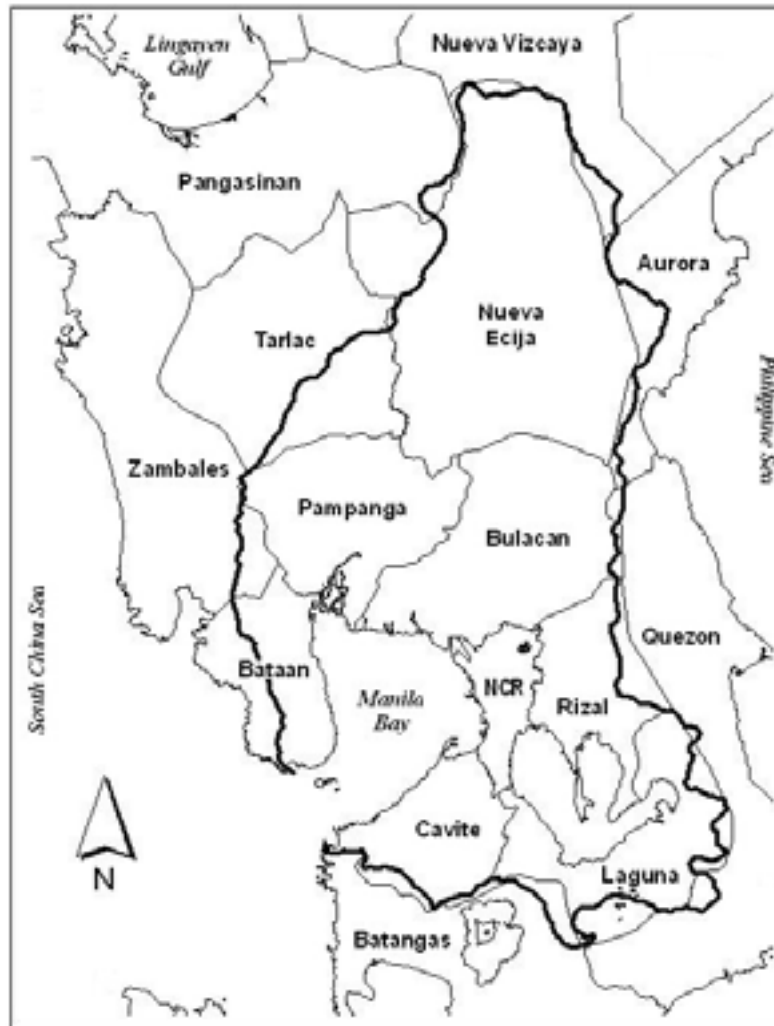 Nueva Vizcaya
Lingayen
Gulf
Pangasinan
Aurora
Nueva
Ecija
Tarlac
Philippine Sea
Zambales
Pampanga
Bulacan
South China Sea
Quezon
Bataan
NCR
Manila
Bay
Rizal
Cavite
N
Laguna
Batangas